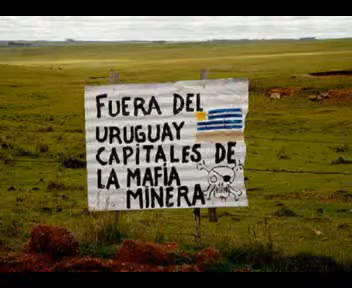 FUERA DEL
URUGUAY
CAPITALES DE
LA MAFIA
MINERA